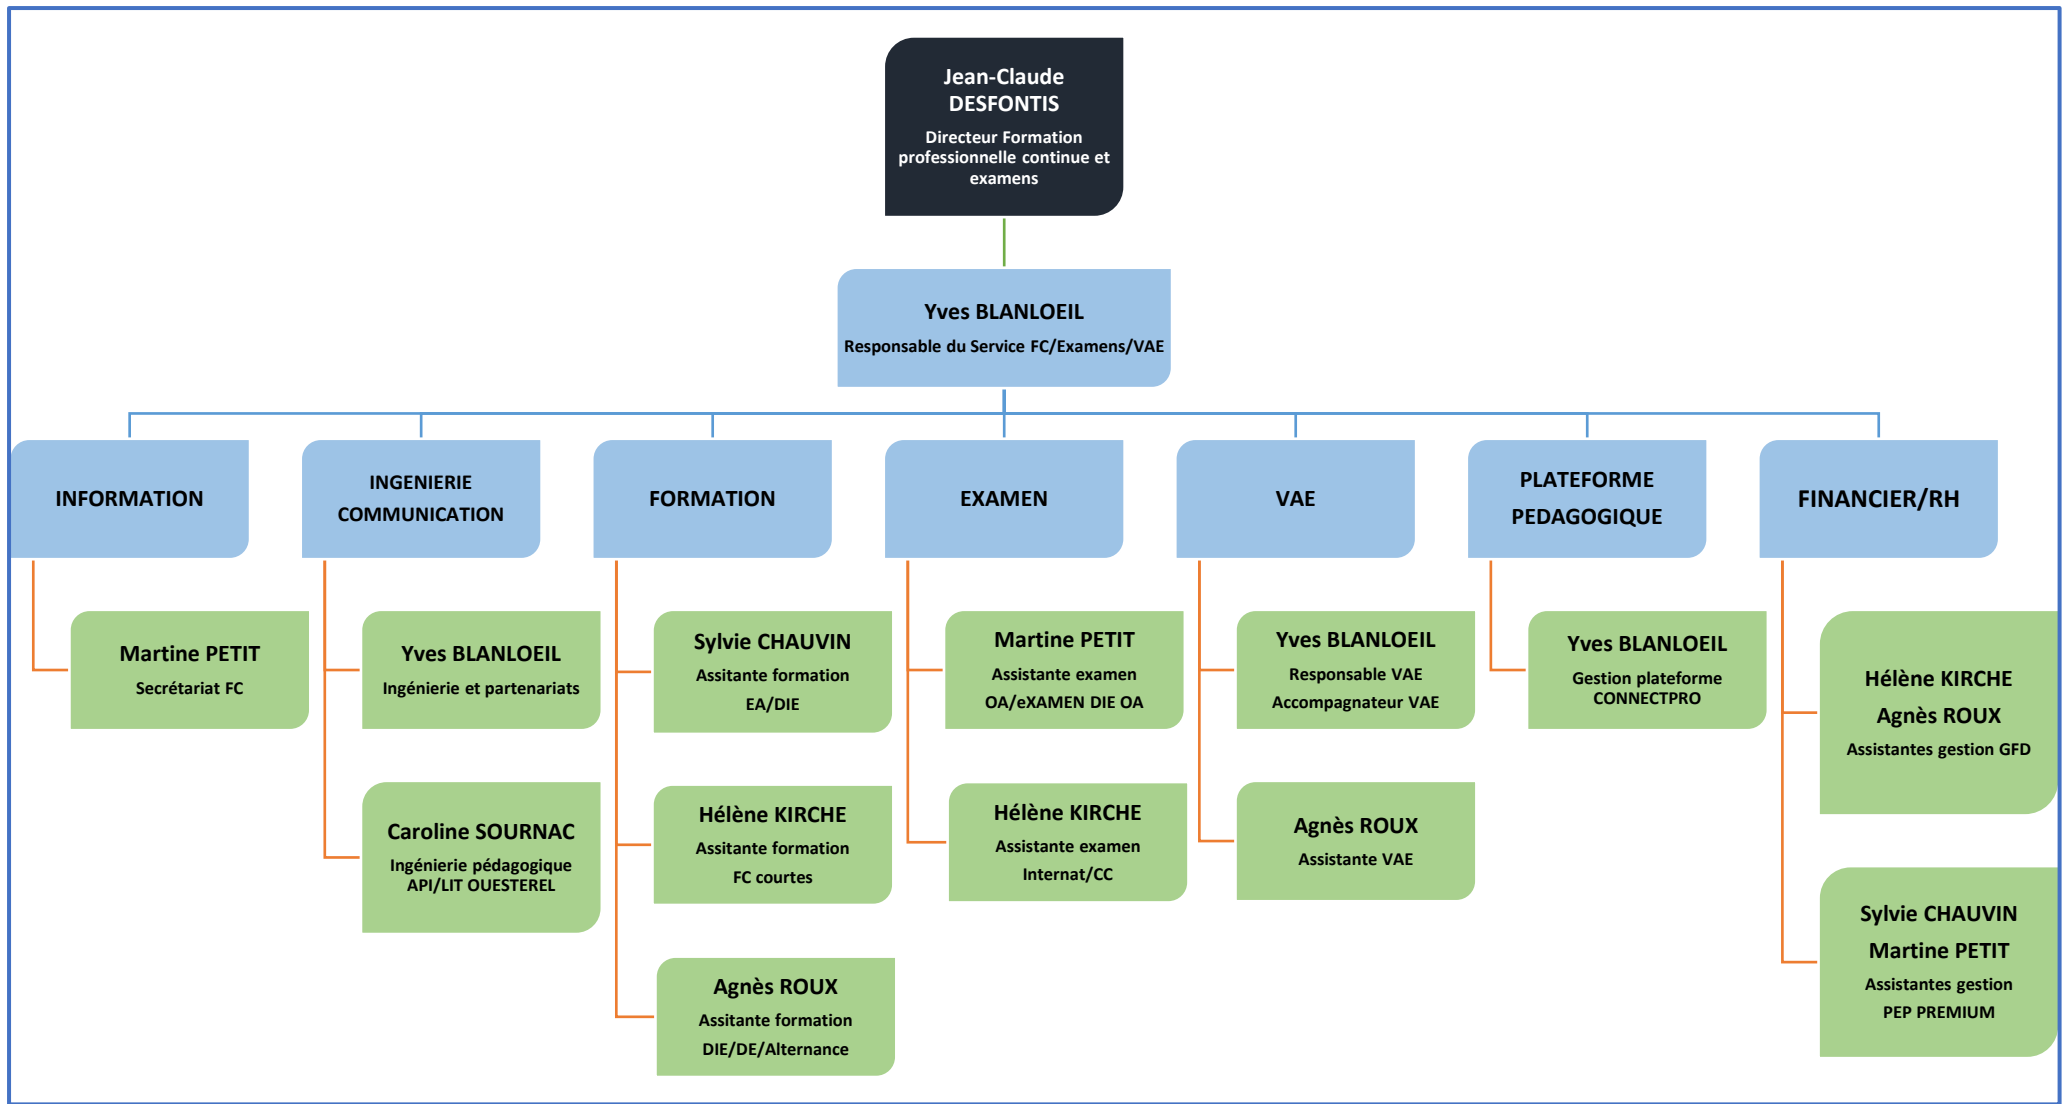 Jean-Claude
DESFONTIS
Directeur Formation
professionnelle continue et
examens
Yves BLANLOEIL
Responsable du Service FC/Examens/VAE
INFORMATION
INGENIERIE
COMMUNICATION
FORMATION
EXAMEN
VAE
PLATEFORME
PEDAGOGIQUE
FINANCIER/RH
Martine PETIT
Secrétariat FC
Yves BLANLOEIL
Ingénierie et partenariats
Caroline SOURNAC
Ingénierie pédagogique
API/LIT OUESTEREL
Sylvie CHAUVIN
Assitante formation
EA/DIE
Hélène KIRCHE
Assitante formation
FC courtes
Agnès ROUX
Assitante formation
DIE/DE/Alternance
Martine PETIT
Assistante examen
OA/eXAMEN DIE OA
Hélène KIRCHE
Assistante examen
Internat/CC
Yves BLANLOEIL
Responsable VAE
Accompagnateur VAE
Agnès ROUX
Assistante VAE
Yves BLANLOEIL
Gestion plateforme
CONNECTPRO
Hélène KIRCHE
Agnès ROUX
Assistantes gestion GFD
Sylvie CHAUVIN
Martine PETIT
Assistantes gestion
PEP PREMIUM